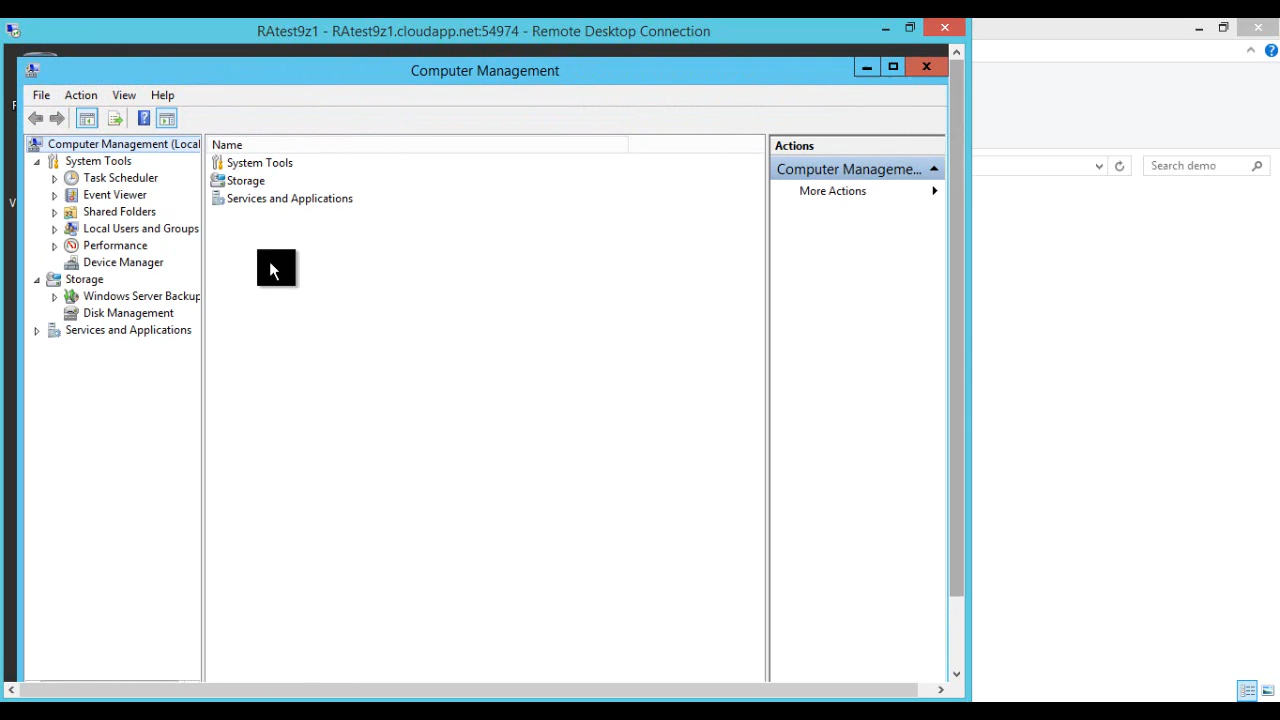 RAtest9z1 - RAtest9z1.cloudapp.net:54974 - Remote Desktop Connection
Computer Management
File Action View Help
Computer Management (Local
System Tools
Task Scheduler
Event Viewer
Shared Folders
Local Users and Groups
Performance
Device Manager
Storage
Windows Server Backup
Disk Management
Services and Applications
Name
System Tools
Storage
Services and Applications
Actions
Computer Manageme...
More Actions
Search demo